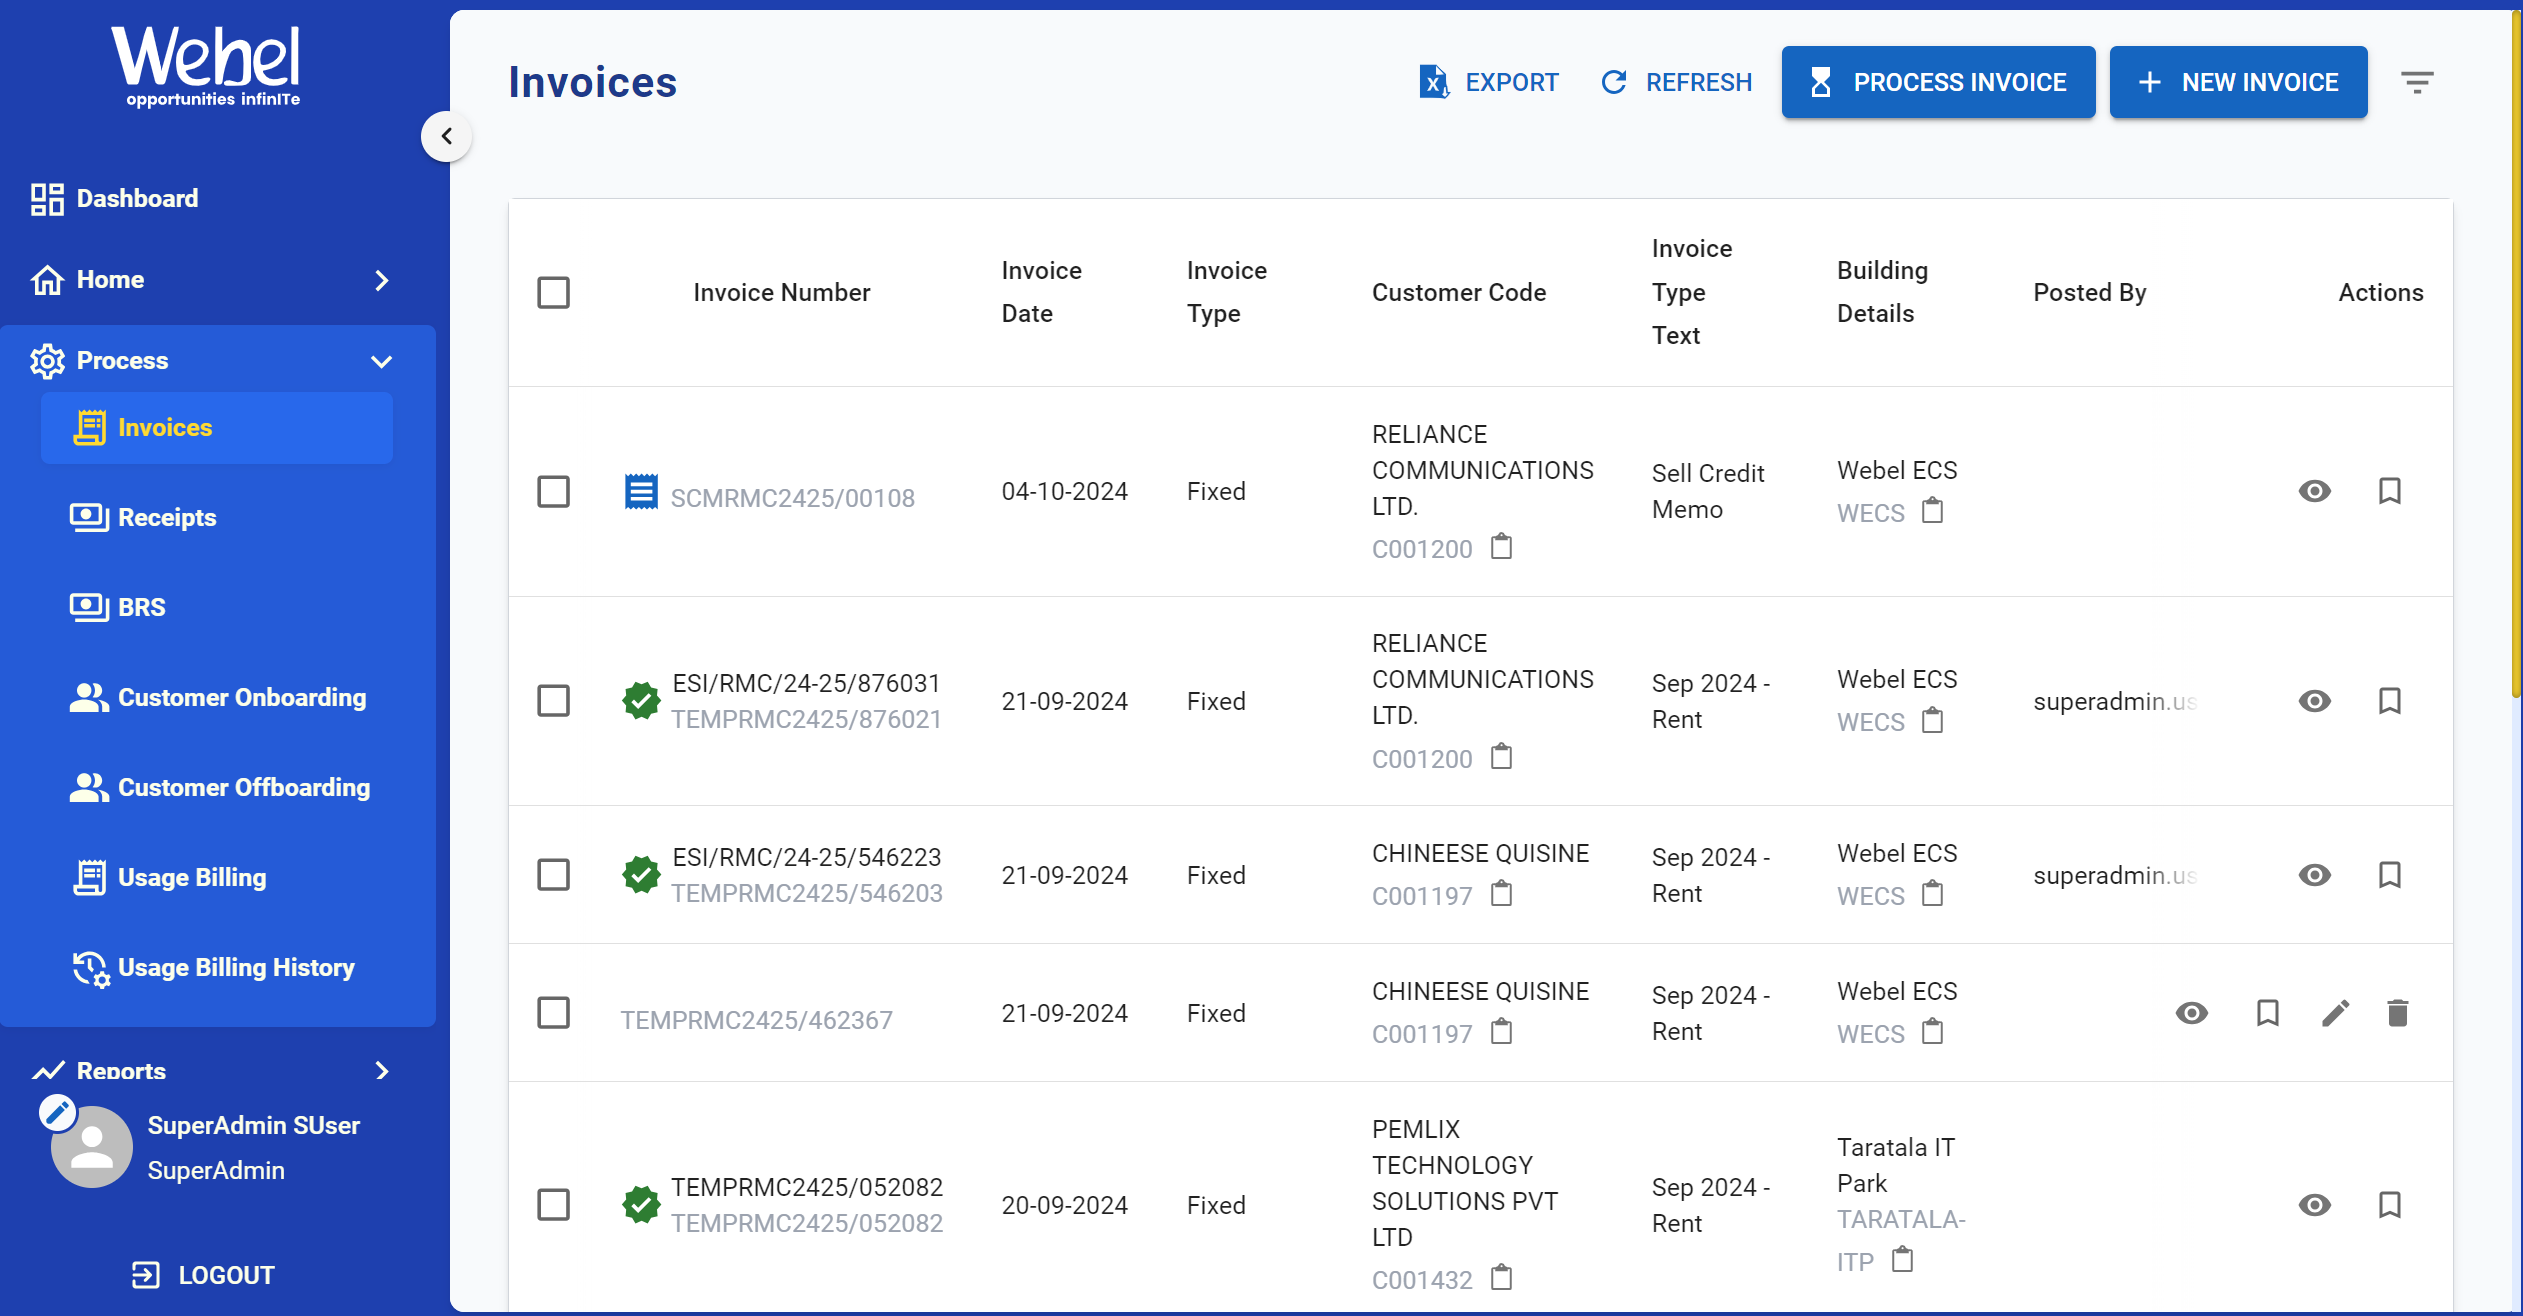 Webel
opportunities infinITe
Dashboard
Home
Process
Invoices
Receipts
BRS
Customer Onboarding
Customer Offboarding
Usage Billing
Usage Billing History
Reports
SuperAdmin SUser
SuperAdmin
LOGOUT
Invoices
EXPORT
REFRESH
PROCESS INVOICE
NEW INVOICE
Invoice Number
Invoice
Date
Invoice
Type
Customer Code
Invoice
Type
Text
Building
Details
Posted By
Actions
SCMRMC2425/00108
04-10-2024
Fixed
RELIANCE
COMMUNICATIONS
LTD.
C001200
Sell Credit
Memo
Webel ECS
WECS
ESI/RMC/24-25/876031
TEMPRMC2425/876021
21-09-2024
Fixed
RELIANCE
COMMUNICATIONS
LTD.
C001200
Sep 2024 -
Rent
Webel ECS
WECS
superadmin.us
ESI/RMC/24-25/546223
TEMPRMC2425/546203
21-09-2024
Fixed
CHINEESE QUISINE
C001197
Sep 2024 -
Rent
Webel ECS
WECS
superadmin.us
TEMPRMC2425/462367
21-09-2024
Fixed
CHINEESE QUISINE
C001197
Sep 2024 -
Rent
Webel ECS
WECS
TEMPRMC2425/052082
TEMPRMC2425/052082
20-09-2024
Fixed
PEMLIX
TECHNOLOGY
SOLUTIONS PVT
LTD
C001432
Sep 2024 -
Rent
Taratala IT
Park
TARATALA-
ITP